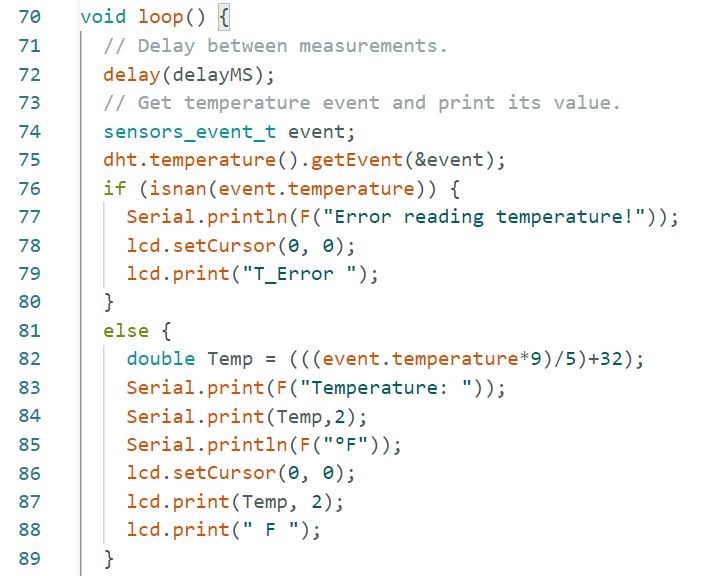 70 void loop() {
71   // Delay between measurements.
72   delay(delayMS);
73   // Get temperature event and print its value.
74   sensors_event_t event;
75   dht.temperature().getEvent(&event);
76   if (isnan(event.temperature)) {
77     Serial.println(F("Error reading temperature!"));
78     lcd.setCursor(0, 0);
79     lcd.print("T_Error ");
80   }
81   else {
82     double Temp = (((event.temperature*9)/5)+32);
83     Serial.print(F("Temperature: "));
84     Serial.print(Temp,2);
85     Serial.println(F("°F"));
86     lcd.setCursor(0, 0);
87     lcd.print(Temp, 2);
88     lcd.print(" F ");
89   }